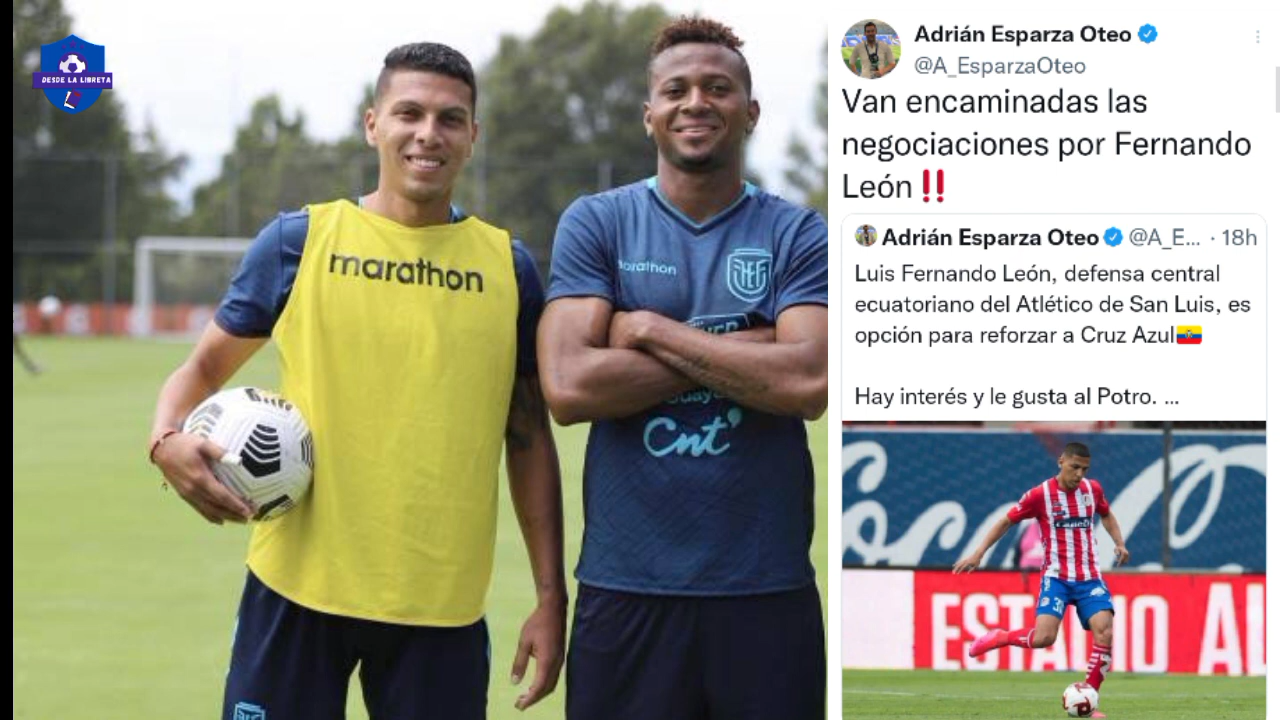 DESDE LA LIBRETA
marathon
marathon
FEF
Cnt
Adrián Esparza Oteo
@A_EsparzaOteo
Van encaminadas las
negociaciones por Fernando
León‼️
Adrián Esparza Oteo @A_E... · 18h
Luis Fernando León, defensa central
ecuatoriano del Atlético de San Luis, es
opción para reforzar a Cruz Azul🇪🇨
Hay interés y le gusta al Potro. ...
ESTADIO AL